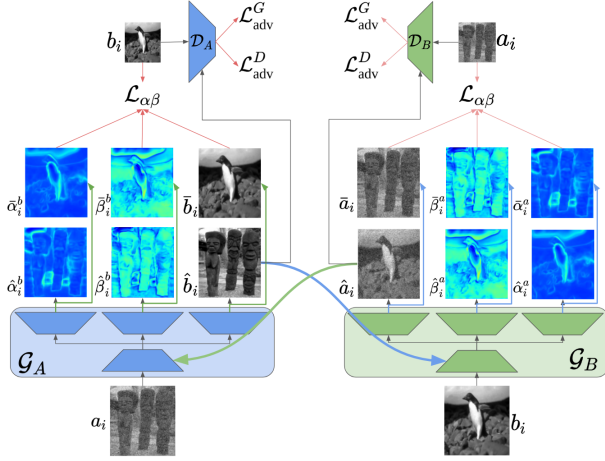 b_i 𝒟_A ℒ^G_adv ℒ^G_adv 𝒟_B a_i
ℒ^D_adv ℒ^D_adv
ℒ_αβ ℒ_αβ
ᾱ^b_i β̄^b_i b̄_i ā_i β̄^a_i ᾱ^a_i
α̂^b_i β̂^b_i b̂_i â_i β̂^a_i α̂^a_i
𝒢_A 𝒢_B
a_i b_i